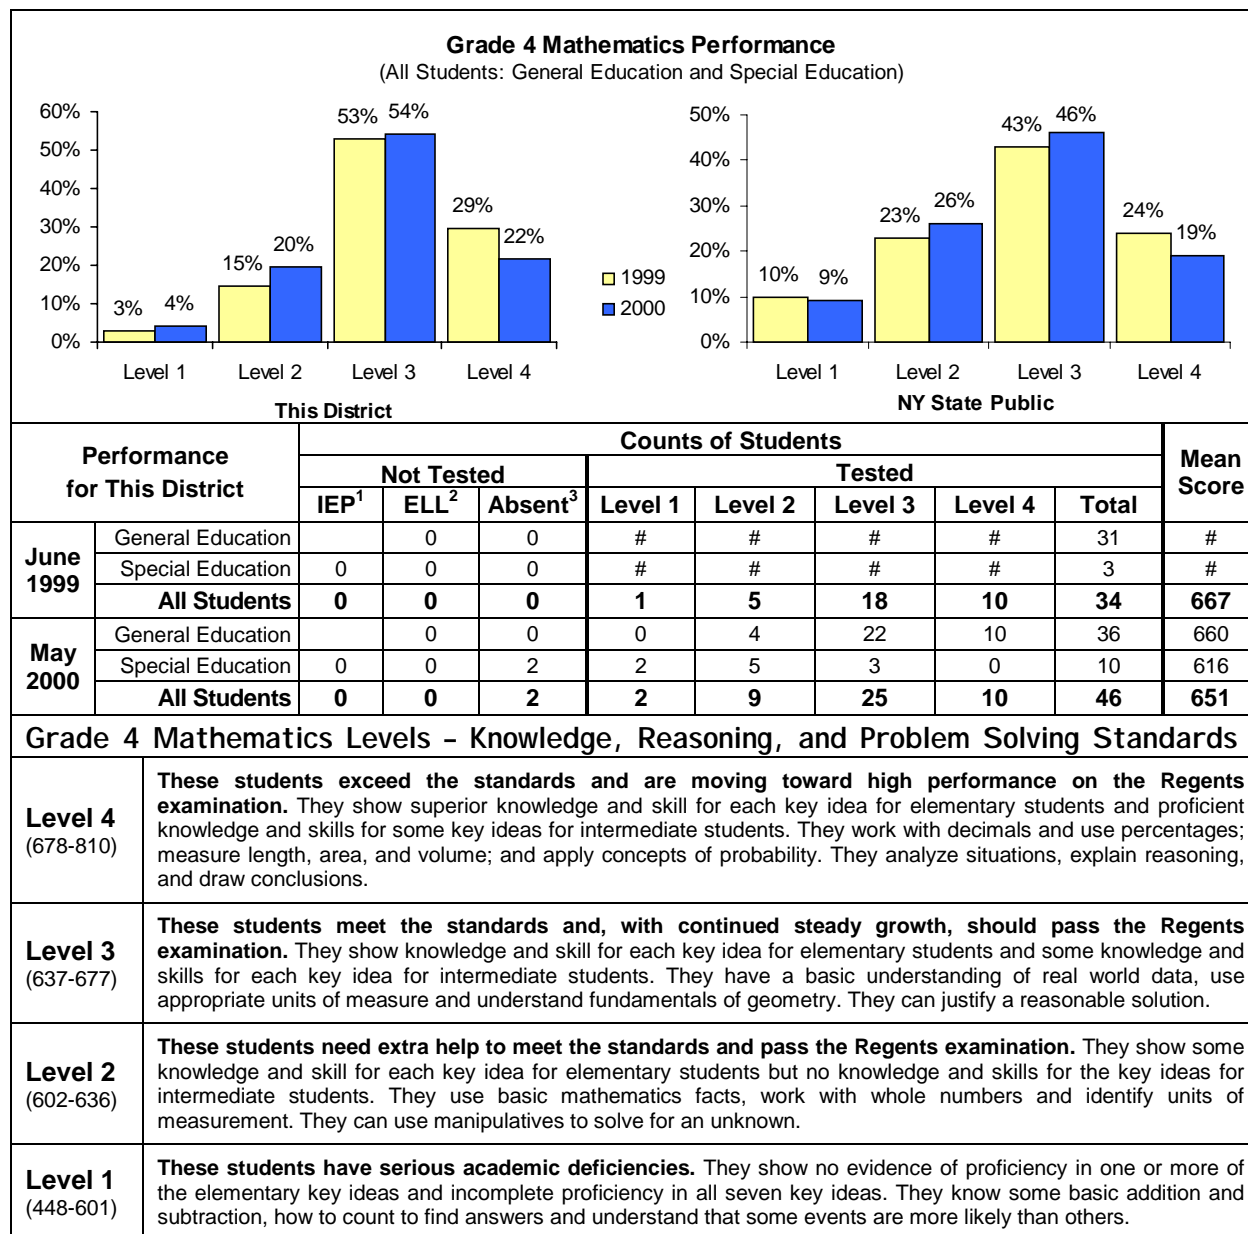 Grade 4 Mathematics Performance
(All Students: General Education and Special Education)
60%
50%
40%
30%
20%
10%
0%
3% 4%
15% 20%
53% 54%
29% 22%
Level 1 Level 2 Level 3 Level 4
This District
1999
2000
50%
40%
30%
20%
10%
0%
10% 9%
23% 26%
43% 46%
24% 19%
Level 1 Level 2 Level 3 Level 4
NY State Public
Performance
for This District
Counts of Students
Mean
Score
Not Tested Tested
IEP1 ELL2 Absent3 Level 1 Level 2 Level 3 Level 4 Total
June
1999
General Education 0 0 # # # # 31 #
Special Education 0 0 0 # # # # 3 #
All Students 0 0 0 1 5 18 10 34 667
May
2000
General Education 0 0 0 4 22 10 36 660
Special Education 0 0 2 2 5 3 0 10 616
All Students 0 0 2 2 9 25 10 46 651
Grade 4 Mathematics Levels – Knowledge, Reasoning, and Problem Solving Standards
Level 4
(678-810)
These students exceed the standards and are moving toward high performance on the Regents
examination. They show superior knowledge and skill for each key idea for elementary students and proficient
knowledge and skills for some key ideas for intermediate students. They work with decimals and use percentages;
measure length, area, and volume; and apply concepts of probability. They analyze situations, explain reasoning,
and draw conclusions.
Level 3
(637-677)
These students meet the standards and, with continued steady growth, should pass the Regents
examination. They show knowledge and skill for each key idea for elementary students and some knowledge and
skills for each key idea for intermediate students. They have a basic understanding of real world data, use
appropriate units of measure and understand fundamentals of geometry. They can justify a reasonable solution.
Level 2
(602-636)
These students need extra help to meet the standards and pass the Regents examination. They show some
knowledge and skill for each key idea for elementary students but no knowledge and skills for the key ideas for
intermediate students. They use basic mathematics facts, work with whole numbers and identify units of
measurement. They can use manipulatives to solve for an unknown.
Level 1
(448-601)
These students have serious academic deficiencies. They show no evidence of proficiency in one or more of
the elementary key ideas and incomplete proficiency in all seven key ideas. They know some basic addition and
subtraction, how to count to find answers and understand that some events are more likely than others.